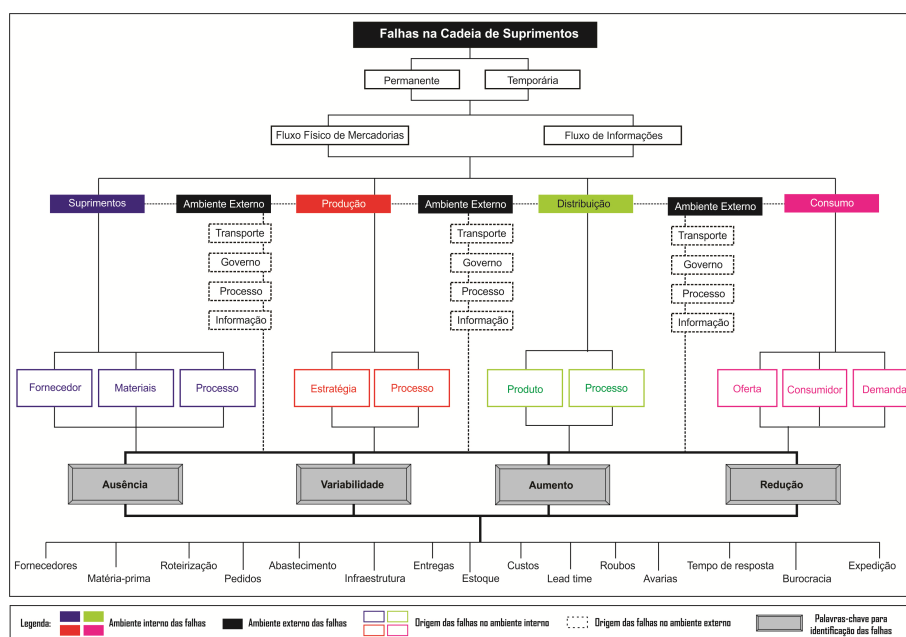 Falhas na Cadeia de Suprimentos
Permanente
Temporária
Fluxo Físico de Mercadorias
Fluxo de Informações
Suprimentos
Ambiente Externo
Produção
Ambiente Externo
Distribuição
Ambiente Externo
Consumo
Transporte
Governo
Processo
Informação
Transporte
Governo
Processo
Informação
Transporte
Governo
Processo
Informação
Fornecedor
Materiais
Processo
Estratégia
Processo
Produto
Processo
Oferta
Consumidor
Demanda
Ausência
Variabilidade
Aumento
Redução
Fornecedores
Matéria-prima
Roteirização
Pedidos
Abastecimento
Infraestrutura
Entregas
Estoque
Custos
Lead time
Roubos
Avarias
Tempo de resposta
Burocracia
Expedição
Legenda:
Ambiente interno das falhas
Ambiente externo das falhas
Origem das falhas no ambiente interno
Origem das falhas no ambiente externo
Palavras-chave para
identificação das falhas